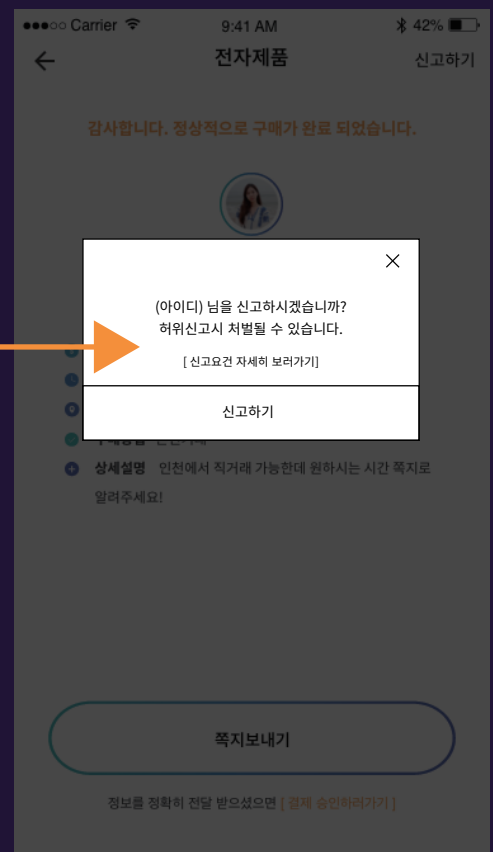 Carrier 9:41 AM 42%
전자제품 신고하기
감사합니다. 정상적으로 구매가 완료 되었습니다.
(아이디) 님을 신고하시겠습니까?
허위신고시 처벌될 수 있습니다.
[ 신고요건 자세히 보러가기]
신고하기
상세설명 인천에서 직거래 가능한데 원하시는 시간 쪽지로
알려주세요!
쪽지보내기
정보를 정확히 전달 받으셨으면 [ 결제 승인하러가기 ]